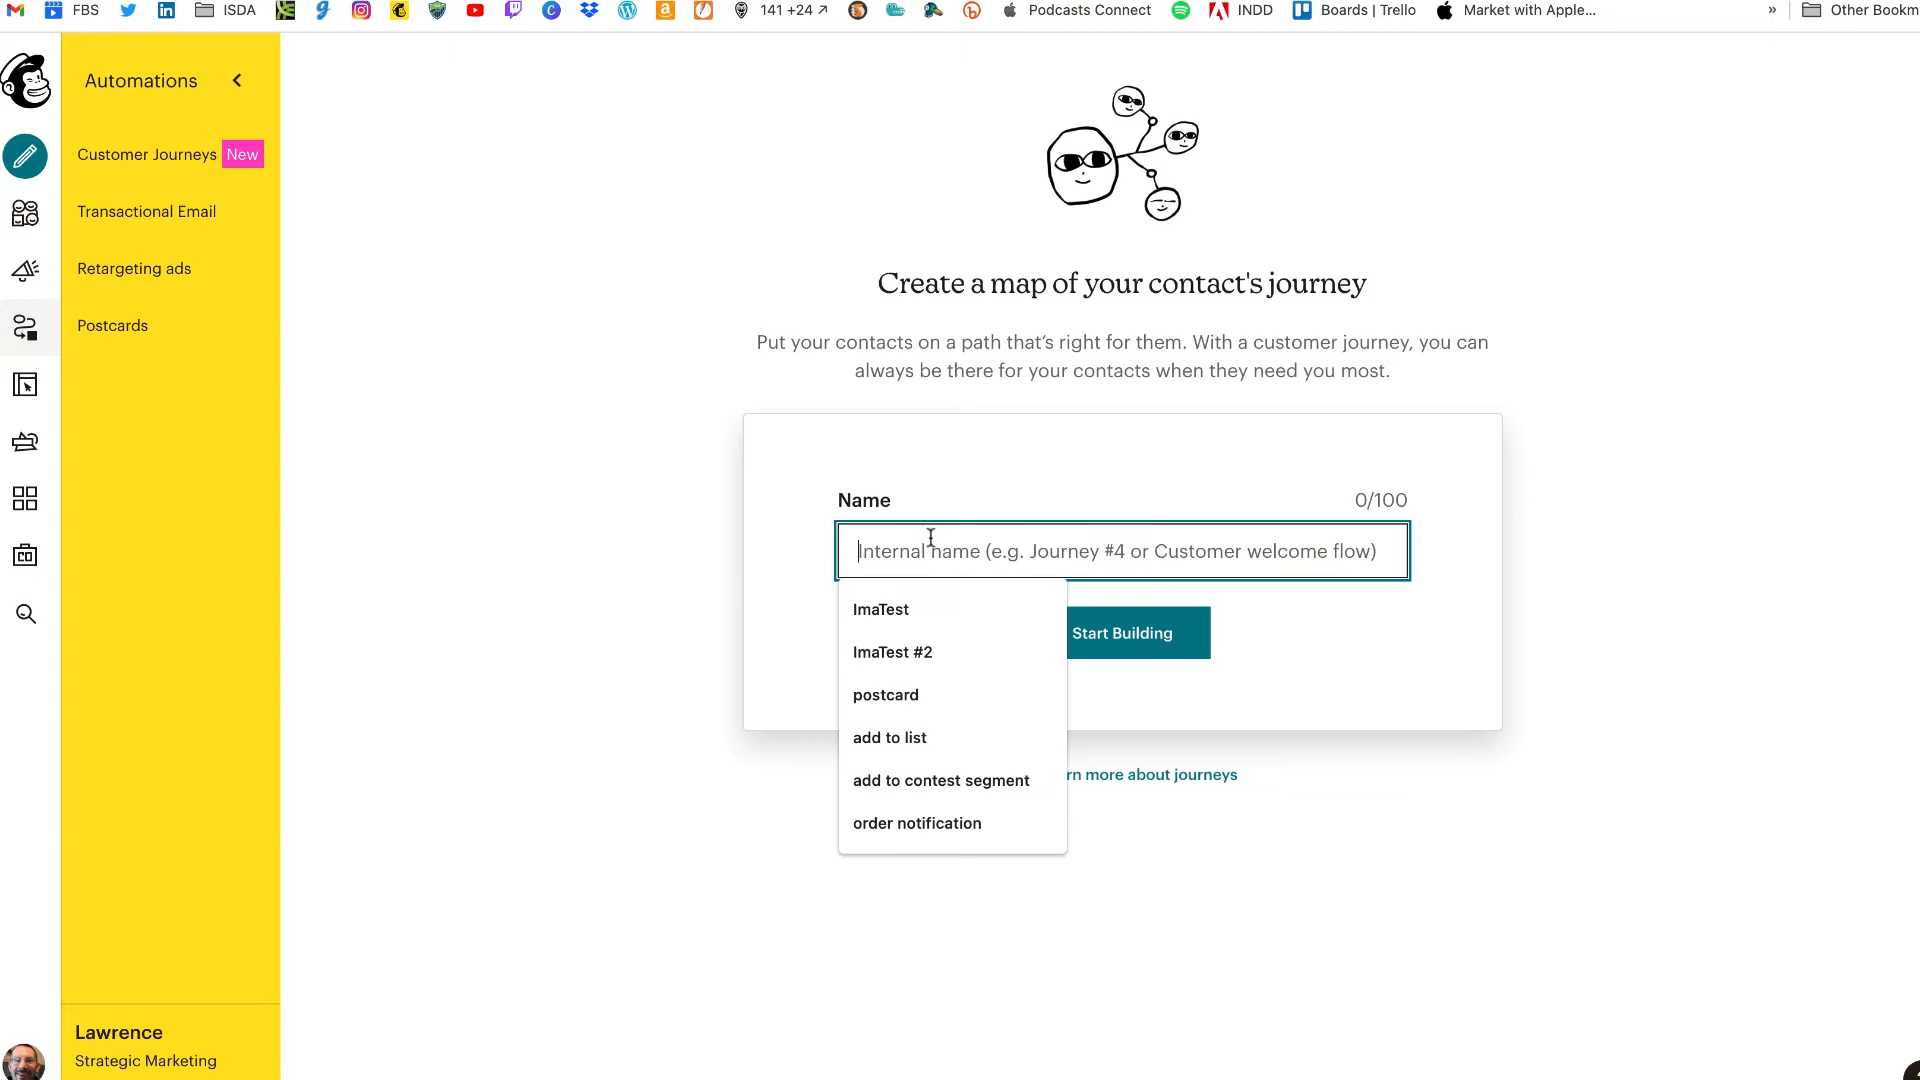 FBS
ISDA
141 +24 ↗
Podcasts Connect
INDD
Boards | Trello
Market with Apple...
»
Other Bookm
Automations
Customer Journeys New
Transactional Email
Retargeting ads
Postcards
Lawrence
Strategic Marketing
Create a map of your contact's journey
Put your contacts on a path that's right for them. With a customer journey, you can
always be there for your contacts when they need you most.
Name 0/100
Internal name (e.g. Journey #4 or Customer welcome flow)
ImaTest
ImaTest #2
postcard
add to list
add to contest segment
order notification
Start Building
rn more about journeys